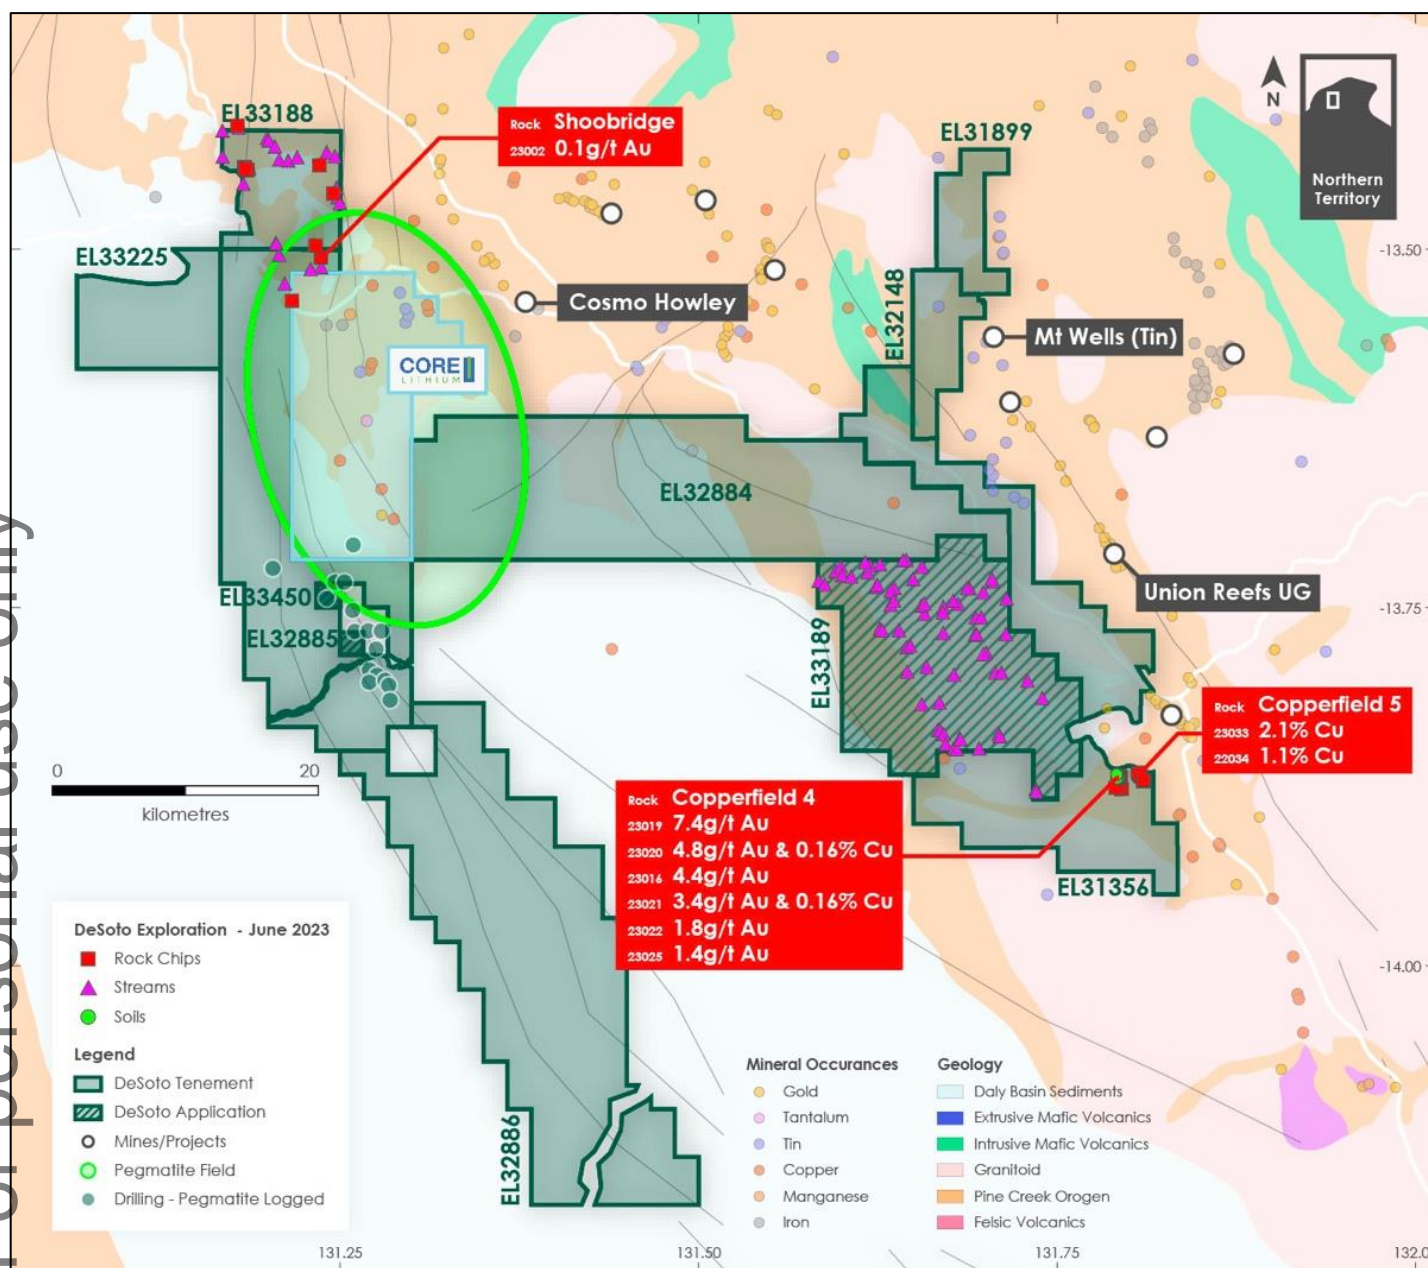 EL33188
Rock Shoobridge
23002 0.1g/t Au
EL31899
N
Northern
Territory
EL33225
-13.50
Cosmo Howley
EL32148
Mt Wells (Tin)
CORE
LITHIUM
EL32884
EL33450
EL32885
Union Reefs UG
-13.75
EL33189
Rock Copperfield 5
23033 2.1% Cu
22034 1.1% Cu
0 20
kilometres
Rock Copperfield 4
23019 7.4g/t Au
23020 4.8g/t Au & 0.16% Cu
23016 4.4g/t Au
23021 3.4g/t Au & 0.16% Cu
23022 1.8g/t Au
23025 1.4g/t Au
EL31356
-14.00
DeSoto Exploration - June 2023
Rock Chips
Streams
Soils
Legend
DeSoto Tenement
DeSoto Application
Mines/Projects
Pegmatite Field
Drilling - Pegmatite Logged
EL32886
Mineral Occurances
Gold
Tantalum
Tin
Copper
Manganese
Iron
Geology
Daly Basin Sediments
Extrusive Mafic Volcanics
Intrusive Mafic Volcanics
Granitoid
Pine Creek Orogen
Felsic Volcanics
131.25
131.50
131.75
132.0